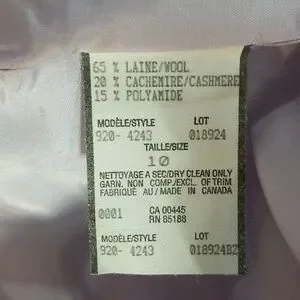 65 % LAINE/WOOL
20 % CACHEMIRE/CASHMERE
15 % POLYAMIDE
MODÈLE/STYLE LOT
920- 4243 018924
TAILLE/SIZE
10
NETTOYAGE A SEC/DRY CLEAN ONLY
GARN. NON COMP./EXCL. OF TRIM
FABRIQUÉ AU/MADE IN CANADA
0001 CA 00445
RN 85188
MODÈLE/STYLE LOT
920- 4243 018924BZ